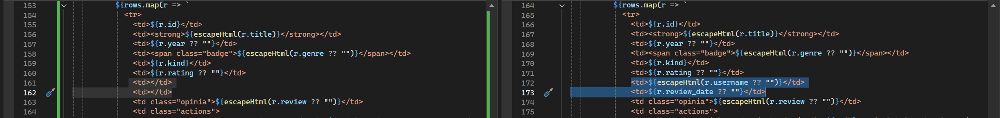 153 ${rows.map(r => `
154 <tr>
155 <td>${r.id}</td>
156 <td><strong>${escapeHtml(r.title)}</strong></td>
157 <td>${r.year ?? ""}</td>
158 <td><span class="badge">${escapeHtml(r.genre ?? "")}</span></td>
159 <td>${r.kind}</td>
160 <td>${r.rating ?? ""}</td>
161 <td></td>
162 <td></td>
163 <td class="opinia">${escapeHtml(r.review ?? "")}</td>
164 <td class="actions">
164 ${rows.map(r => `
165 <tr>
166 <td>${r.id}</td>
167 <td><strong>${escapeHtml(r.title)}</strong></td>
168 <td>${r.year ?? ""}</td>
169 <td><span class="badge">${escapeHtml(r.genre ?? "")}</span></td>
170 <td>${r.kind}</td>
171 <td>${r.rating ?? ""}</td>
172 <td>${escapeHtml(r.username ?? "")}</td>
173 <td>${r.review_date ?? ""}</td>
174 <td class="opinia">${escapeHtml(r.review ?? "")}</td>
175 <td class="actions">